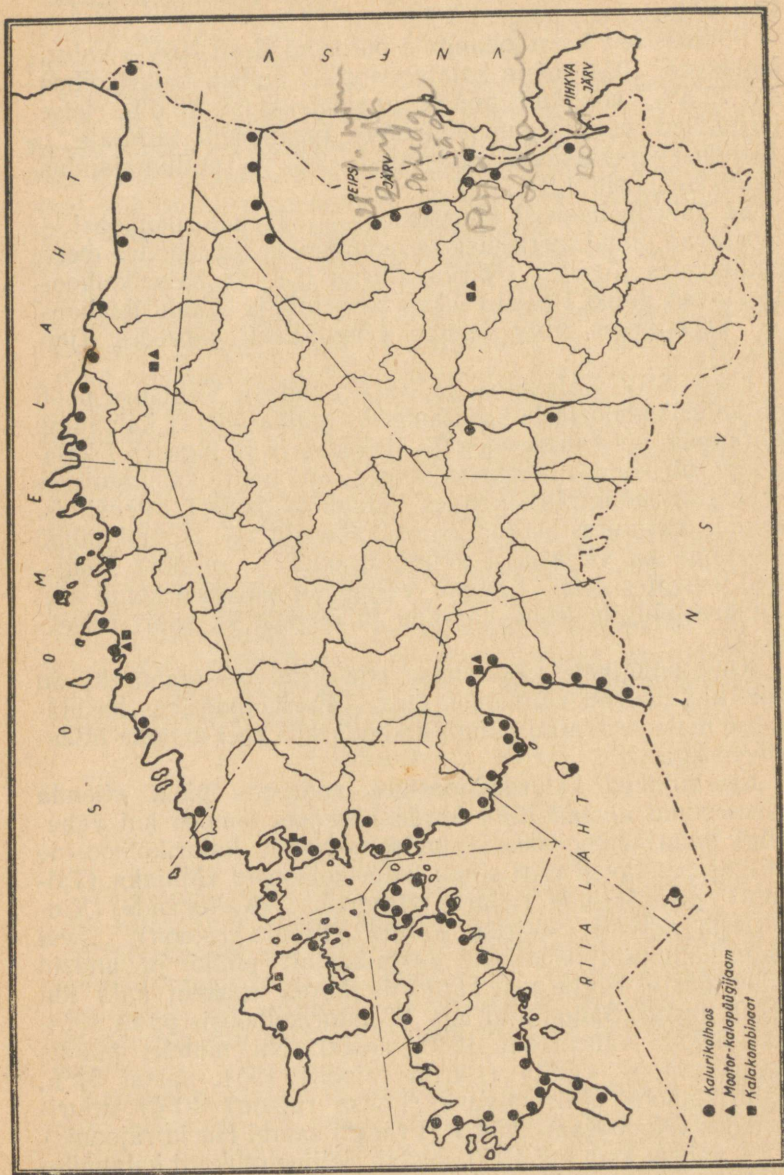 SOOME LAHT
VNFSV
PEIPSI
JÄRV
PIHKVA
JÄRV
RIIA LAHT
LNSV
● Kalurikolhoos
▲ Mootor-kalapüügijaam
■ Kalakombinaat